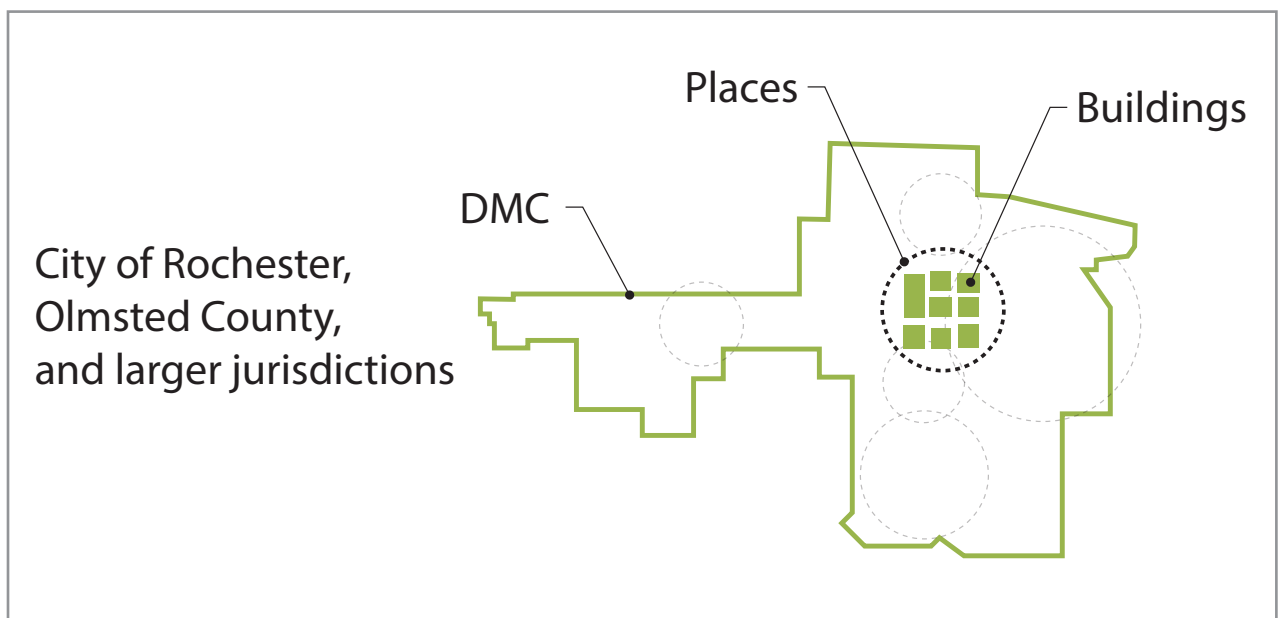 Places
Buildings
DMC
City of Rochester,
Olmsted County,
and larger jurisdictions